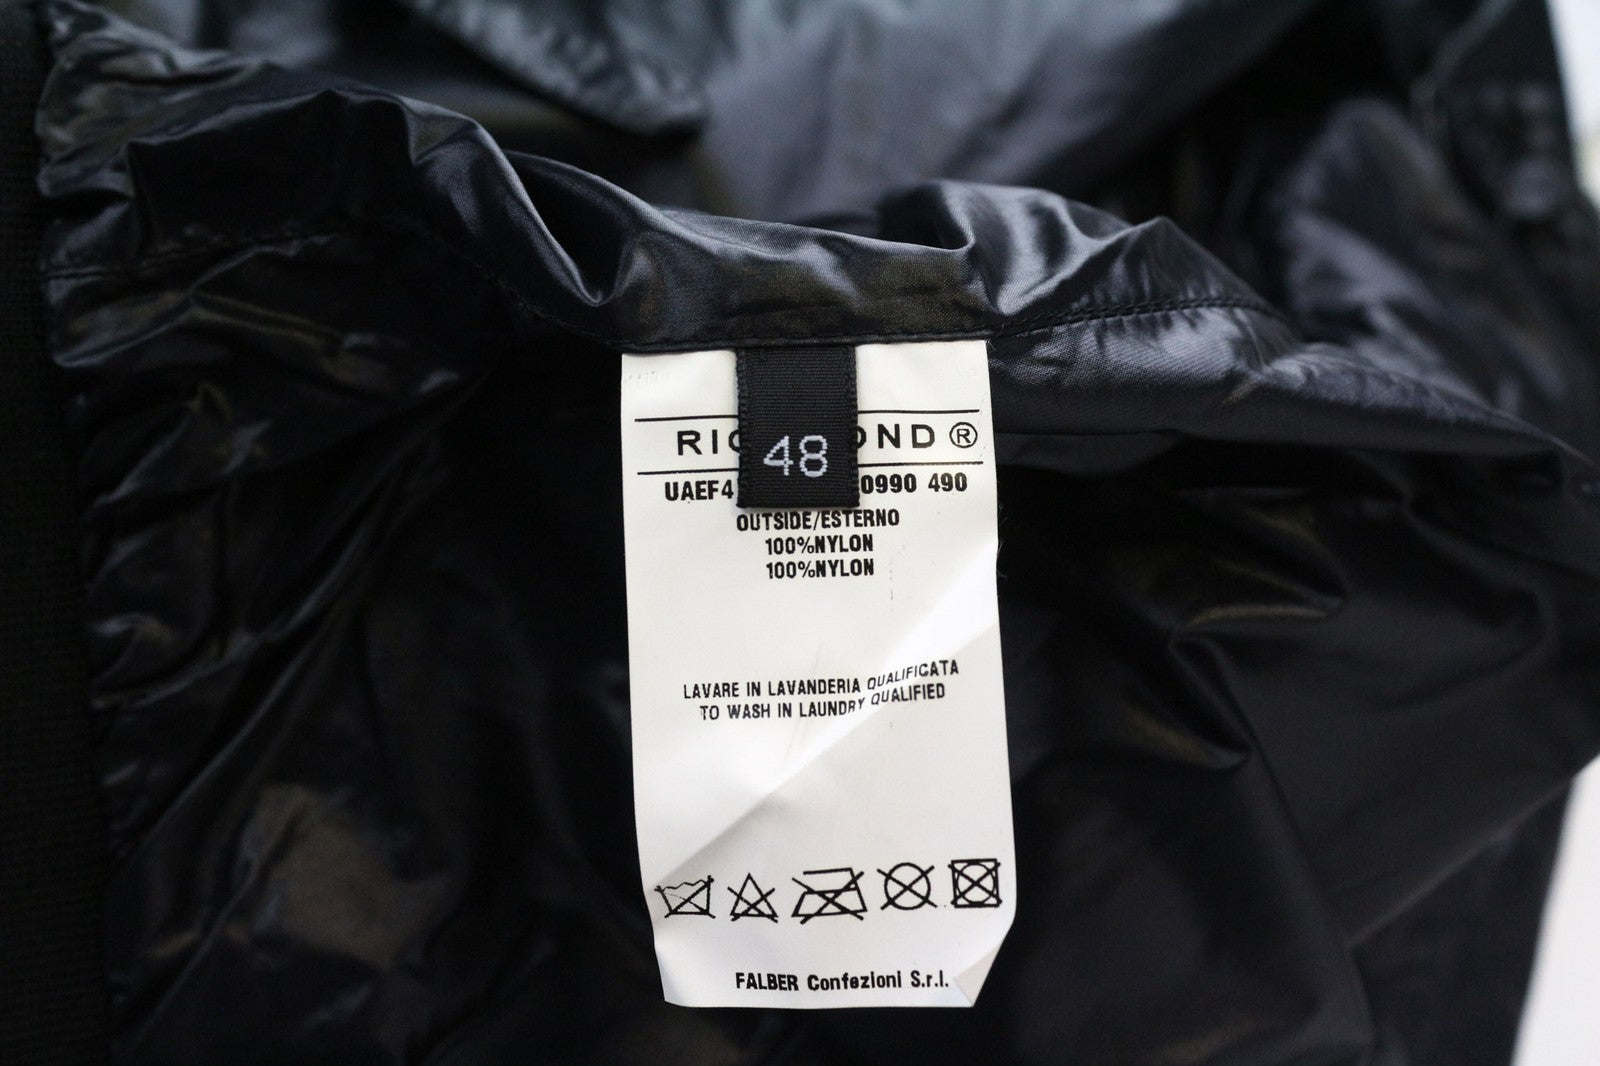 RIC 48 OND®
UAEF4 0990 490
OUTSIDE/ESTERNO
100%NYLON
100%NYLON
LAVARE IN LAVANDERIA QUALIFICATA
TO WASH IN LAUNDRY QUALIFIED
FALBER Confezioni S.r.l.